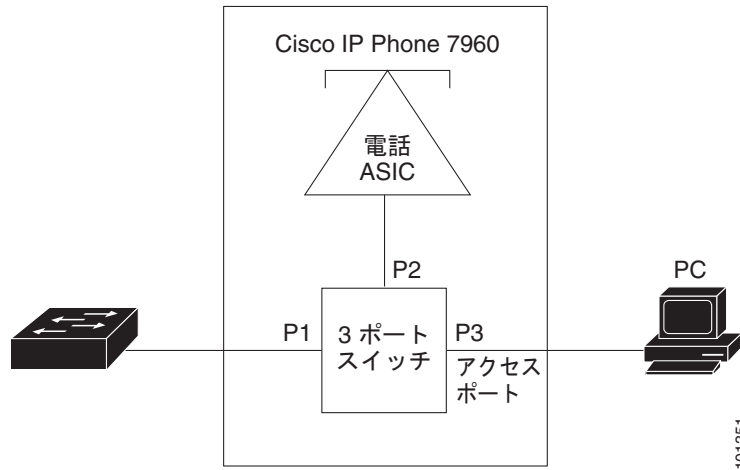 Cisco IP Phone 7960
電話
ASIC
P2
PC
P1
3 ポート
スイッチ
P3
アクセス
ポート